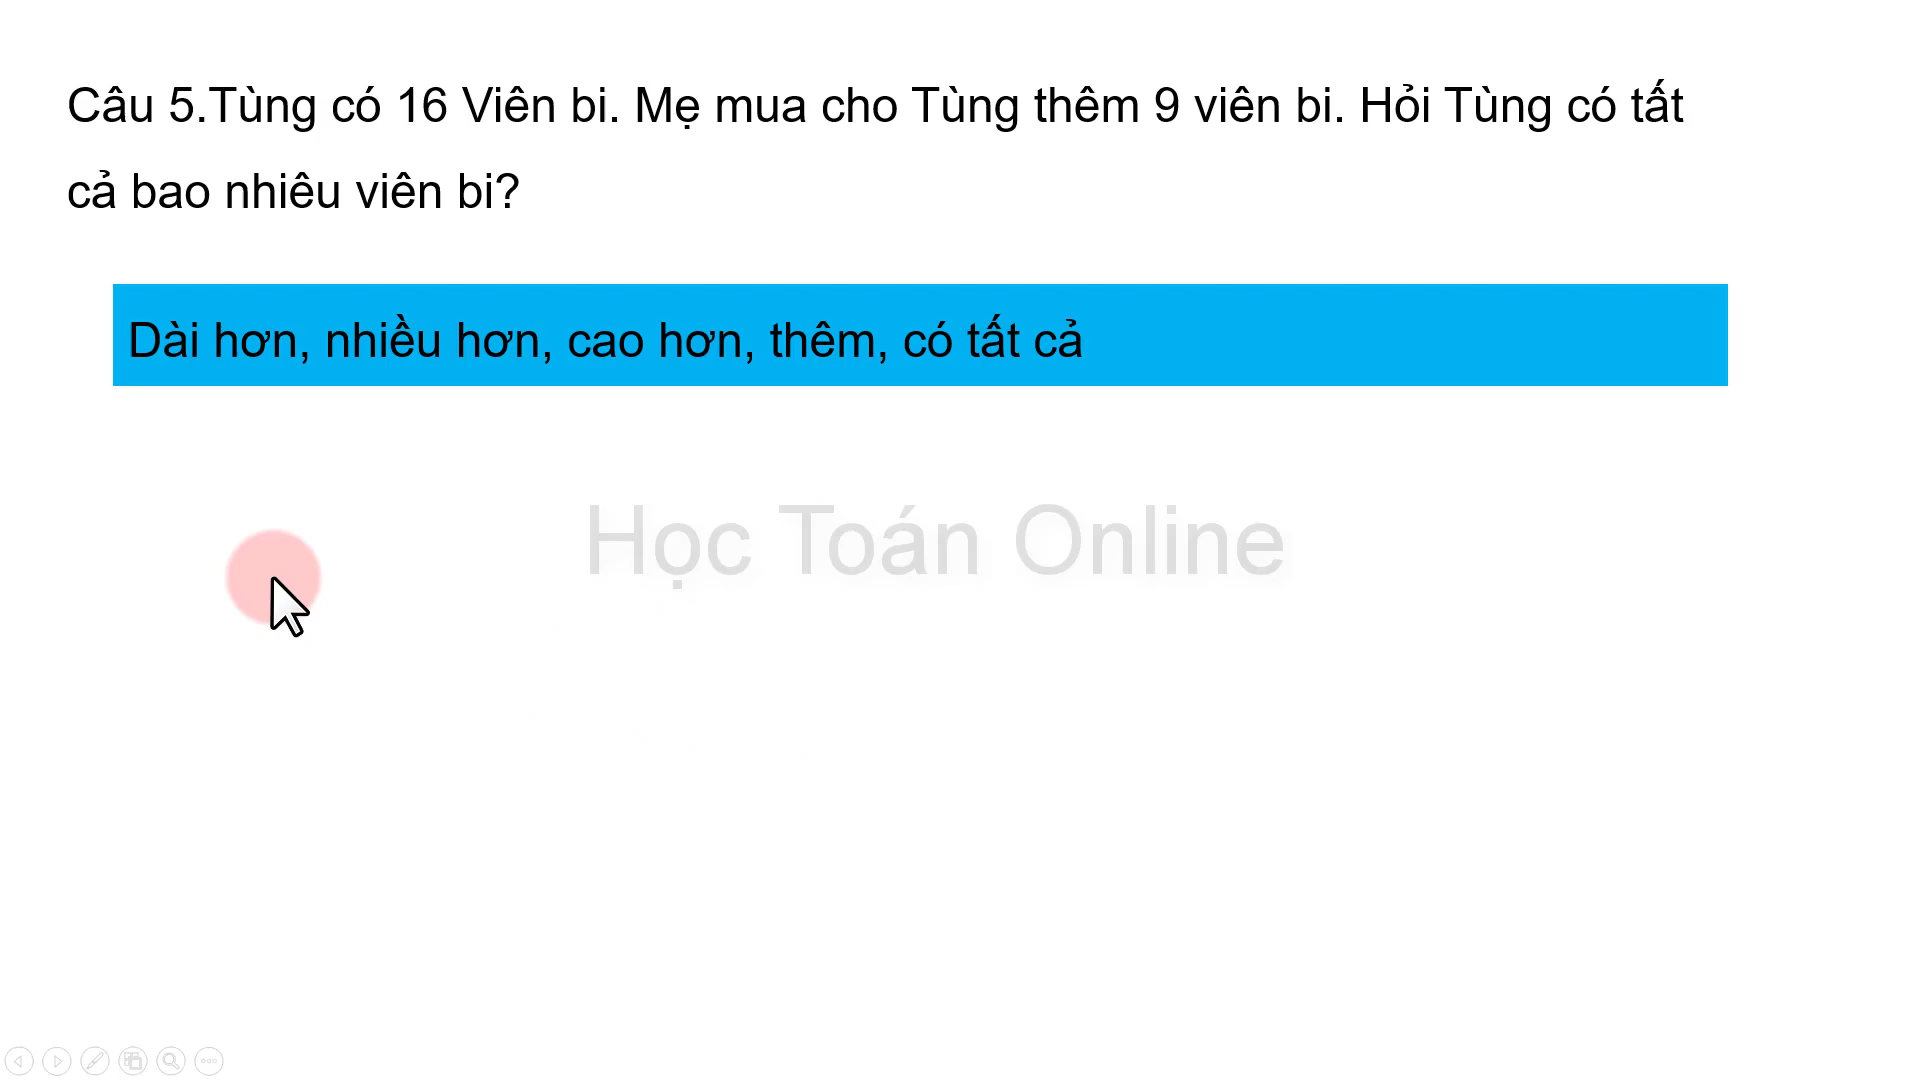 Câu 5.Tùng có 16 Viên bi. Mẹ mua cho Tùng thêm 9 viên bi. Hỏi Tùng có tất
cả bao nhiêu viên bi?
Dài hơn, nhiều hơn, cao hơn, thêm, có tất cả
Học Toán Online